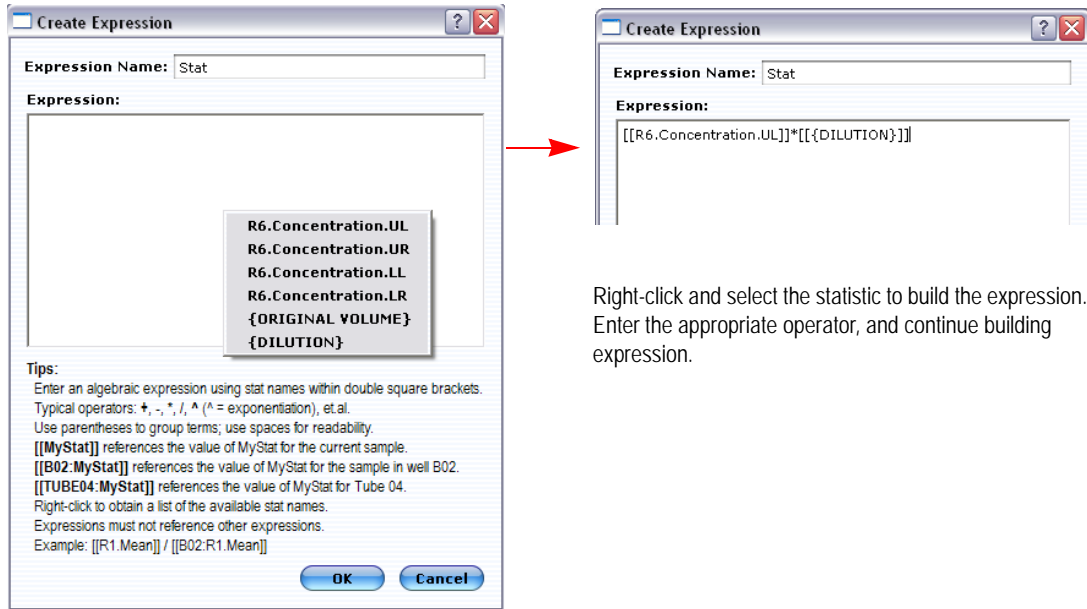 Create Expression
Expression Name: Stat
Expression:
R6.Concentration.UL
R6.Concentration.UR
R6.Concentration.LL
R6.Concentration.LR
{ORIGINAL VOLUME}
{DILUTION}
Tips:
Enter an algebraic expression using stat names within double square brackets.
Typical operators: +, -, *, /, ^ (^ = exponentiation), et.al.
Use parentheses to group terms; use spaces for readability.
[[MyStat]] references the value of MyStat for the current sample.
[[B02:MyStat]] references the value of MyStat for the sample in well B02.
[[TUBE04:MyStat]] references the value of MyStat for Tube 04.
Right-click to obtain a list of the available stat names.
Expressions must not reference other expressions.
Example: [[R1.Mean]] / [[B02:R1.Mean]]
OK Cancel
Create Expression
Expression Name: Stat
Expression:
[[R6.Concentration.UL]]*[[{DILUTION}]]
Right-click and select the statistic to build the expression.
Enter the appropriate operator, and continue building
expression.